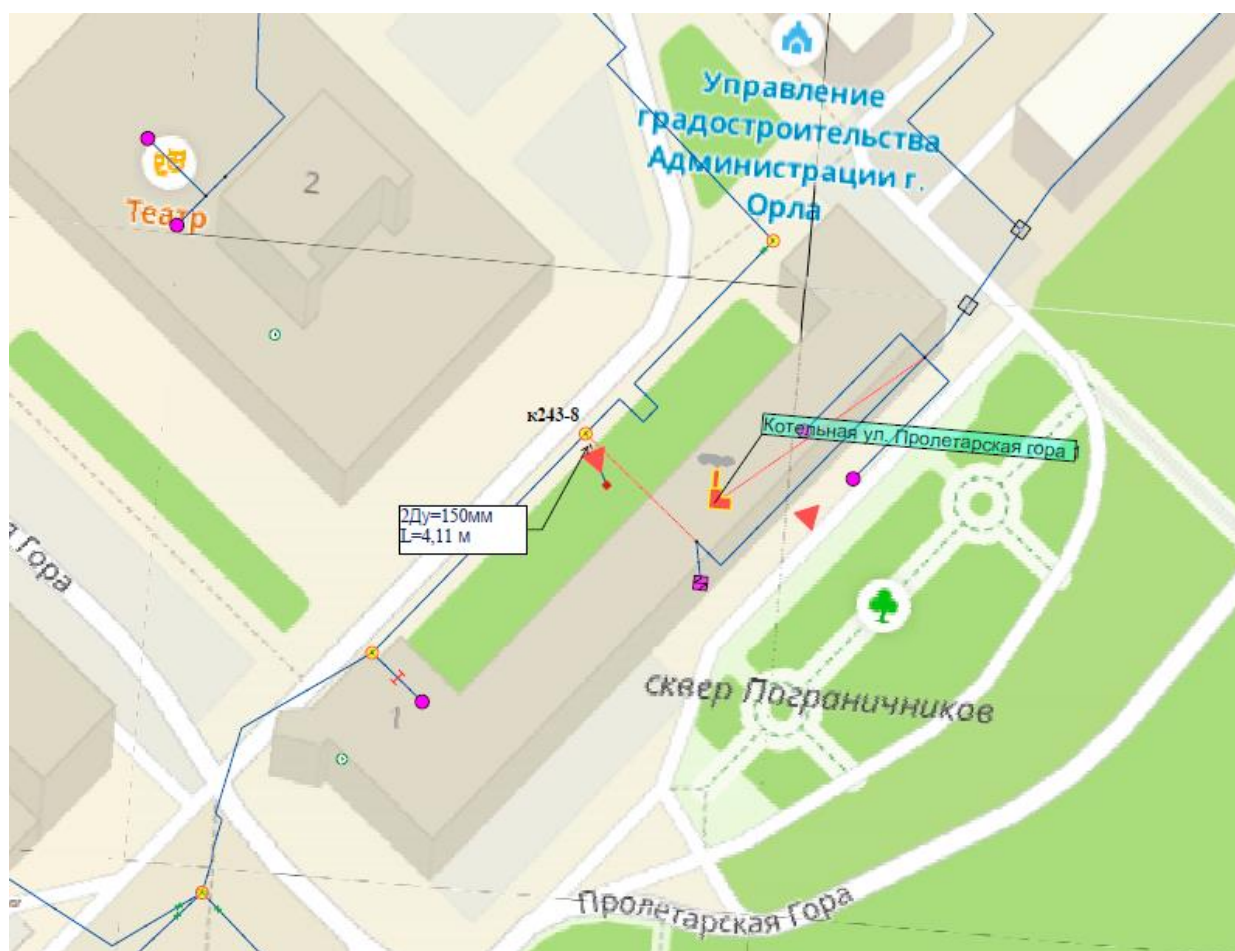 Управление
градостроительства
Администрации г.
Орла
2
Театр
к243-8
Котельная ул. Пролетарская гора 1
2Ду=150мм
L=4,11 м
Гора
сквер Пограничников
1
Пролетарская Гора